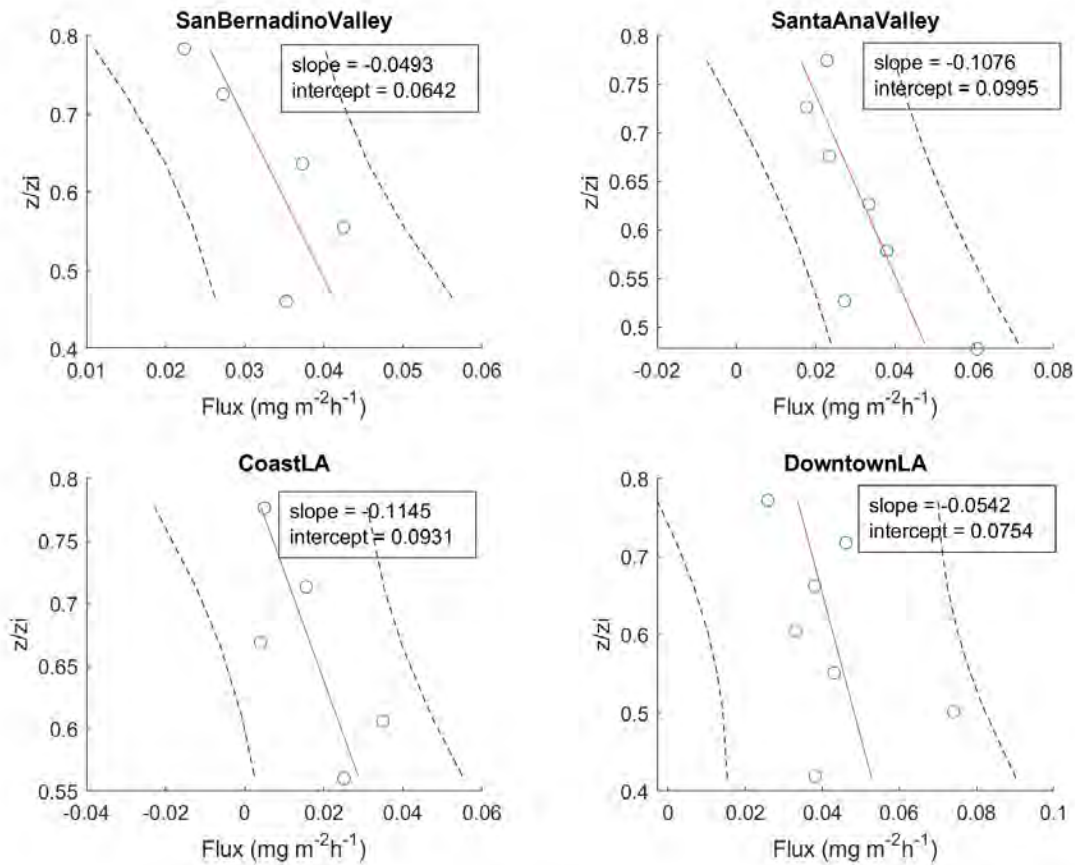 SanBernadinoValley
0.8
0.7
0.6
0.5
0.4
z/zi
slope = -0.0493
intercept = 0.0642
0.01 0.02 0.03 0.04 0.05 0.06
Flux (mg m⁻²h⁻¹)
SantaAnaValley
0.8
0.75
0.7
0.65
0.6
0.55
0.5
z/zi
slope = -0.1076
intercept = 0.0995
-0.02 0 0.02 0.04 0.06 0.08
Flux (mg m⁻²h⁻¹)
CoastLA
0.8
0.75
0.7
0.65
0.6
0.55
z/zi
slope = -0.1145
intercept = 0.0931
-0.04 -0.02 0 0.02 0.04 0.06
Flux (mg m⁻²h⁻¹)
DowntownLA
0.8
0.7
0.6
0.5
0.4
z/zi
slope = -0.0542
intercept = 0.0754
0 0.02 0.04 0.06 0.08 0.1
Flux (mg m⁻²h⁻¹)